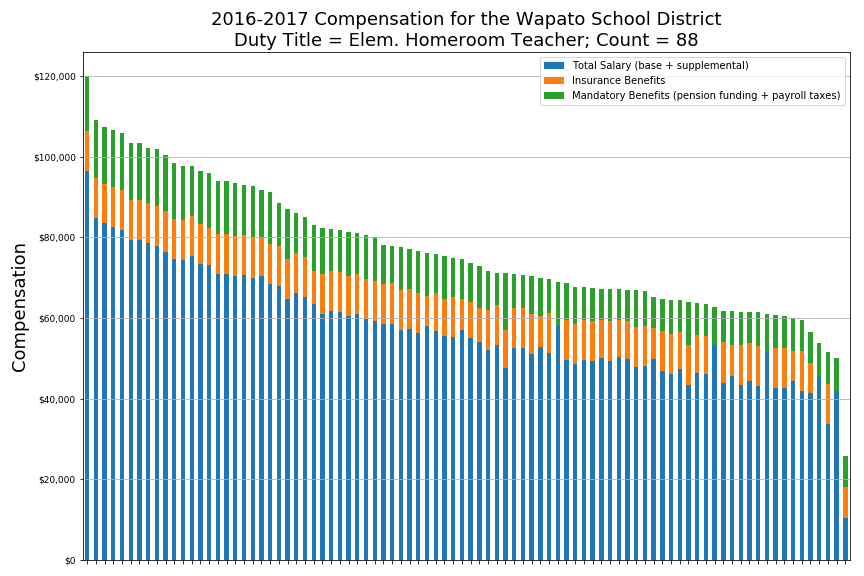 2016-2017 Compensation for the Wapato School District
Duty Title = Elem. Homeroom Teacher; Count = 88
Total Salary (base + supplemental)
Insurance Benefits
Mandatory Benefits (pension funding + payroll taxes)
Compensation
$120,000
$100,000
$80,000
$60,000
$40,000
$20,000
$0